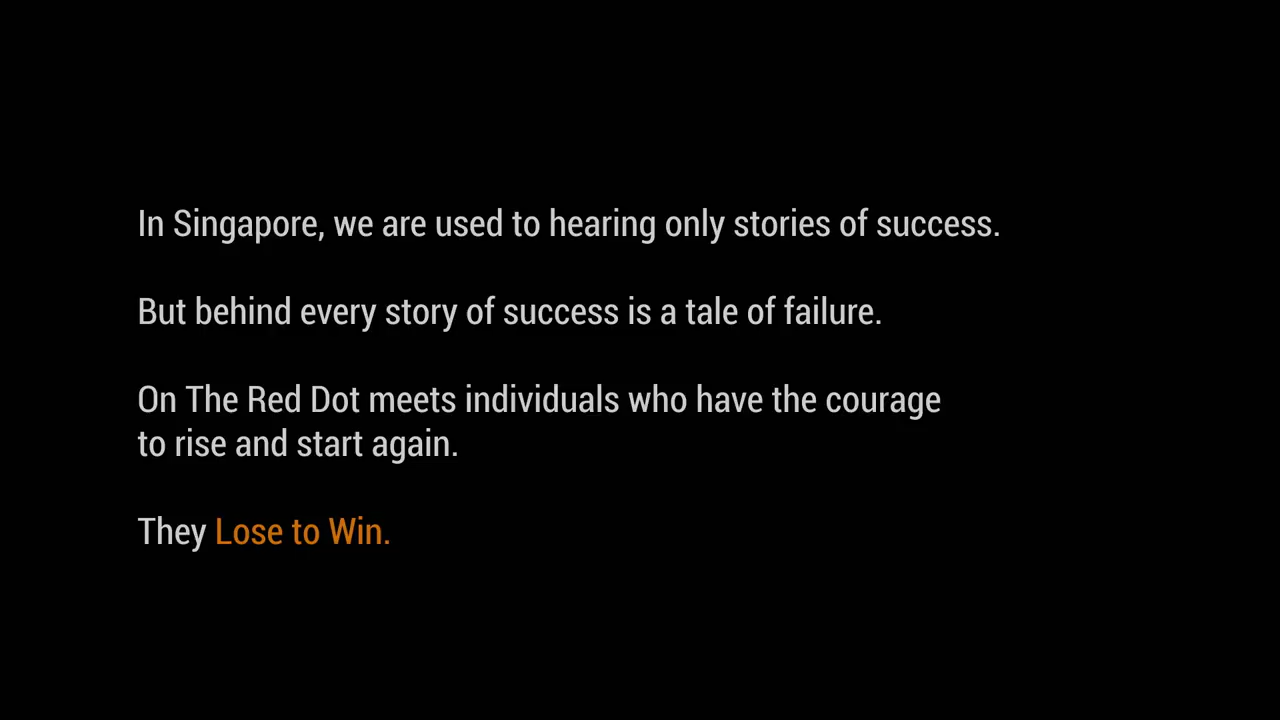 In Singapore, we are used to hearing only stories of success.
But behind every story of success is a tale of failure.
On The Red Dot meets individuals who have the courage
to rise and start again.
They Lose to Win.